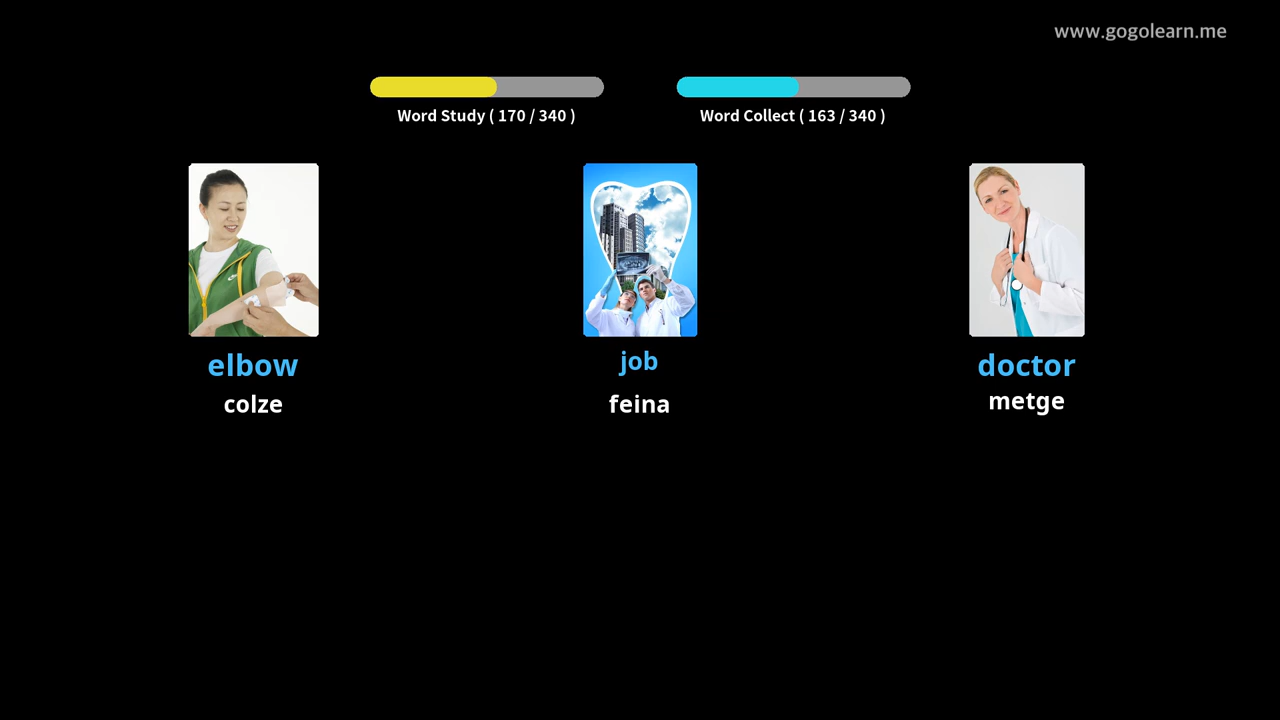 www.gogolearn.me
Word Study ( 170 / 340 )
Word Collect ( 163 / 340 )
elbow
colze
job
feina
doctor
metge